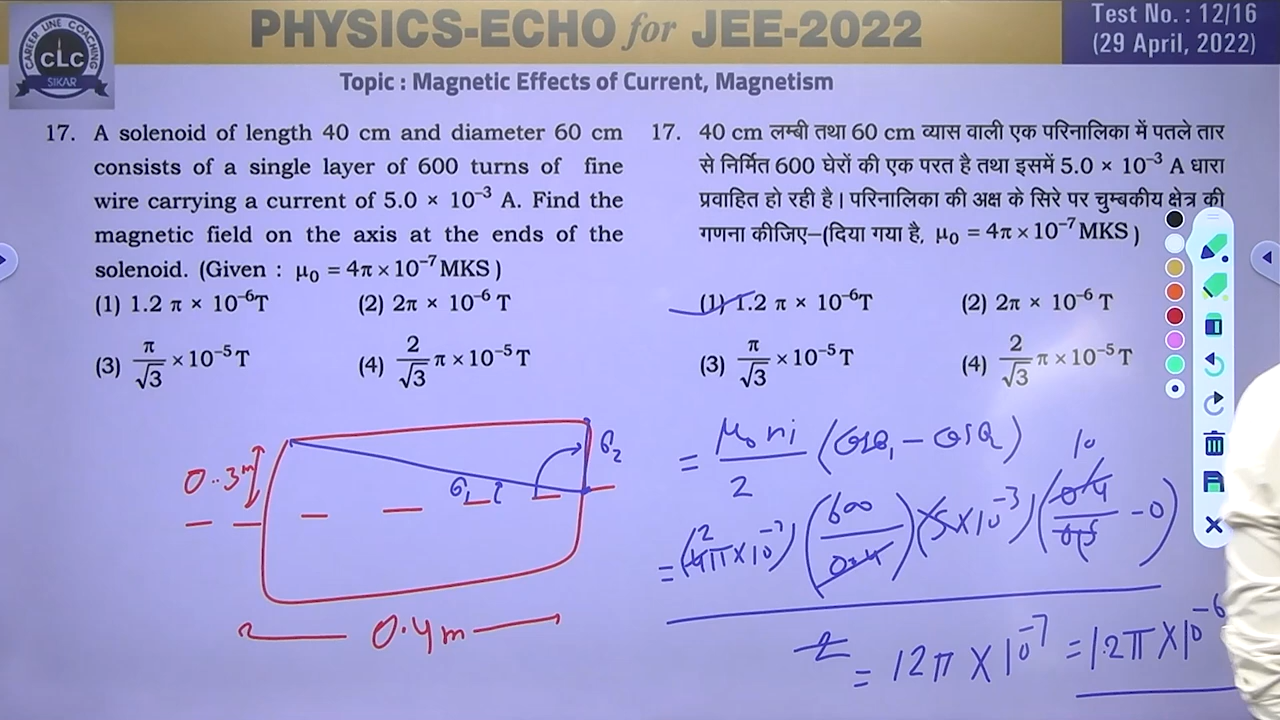 CAREER LINE COACHING
CLC
SIKAR
PHYSICS-ECHO for JEE-2022
Test No. : 12/16
(29 April, 2022)
Topic : Magnetic Effects of Current, Magnetism
17. A solenoid of length 40 cm and diameter 60 cm
consists of a single layer of 600 turns of fine
wire carrying a current of 5.0 × 10⁻³ A. Find the
magnetic field on the axis at the ends of the
solenoid. (Given : μ₀ = 4π × 10⁻⁷ MKS)
(1) 1.2 π × 10⁻⁶T (2) 2π × 10⁻⁶ T
(3) π/√3 × 10⁻⁵ T (4) 2/√3 π × 10⁻⁵ T
17. 40 cm लम्बी तथा 60 cm व्यास वाली एक परिनालिका में पतले तार
से निर्मित 600 घेरों की एक परत है तथा इसमें 5.0 × 10⁻³ A धारा
प्रवाहित हो रही है। परिनालिका की अक्ष के सिरे पर चुम्बकीय क्षेत्र की
गणना कीजिए–(दिया गया है, μ₀ = 4π × 10⁻⁷ MKS)
(1) 1.2 π × 10⁻⁶T (2) 2π × 10⁻⁶ T
(3) π/√3 × 10⁻⁵ T (4) 2/√3 π × 10⁻⁵ T
0.3m
θ₁
θ₂
0.4m
= μ₀ni/2 (cosθ₁ - cosθ₂)
10
= (4π×10⁻⁷) (600/0.4) (5×10⁻³) (0.4/0.5 - 0)
2
2
= 12π × 10⁻⁷ = 1.2π × 10⁻⁶